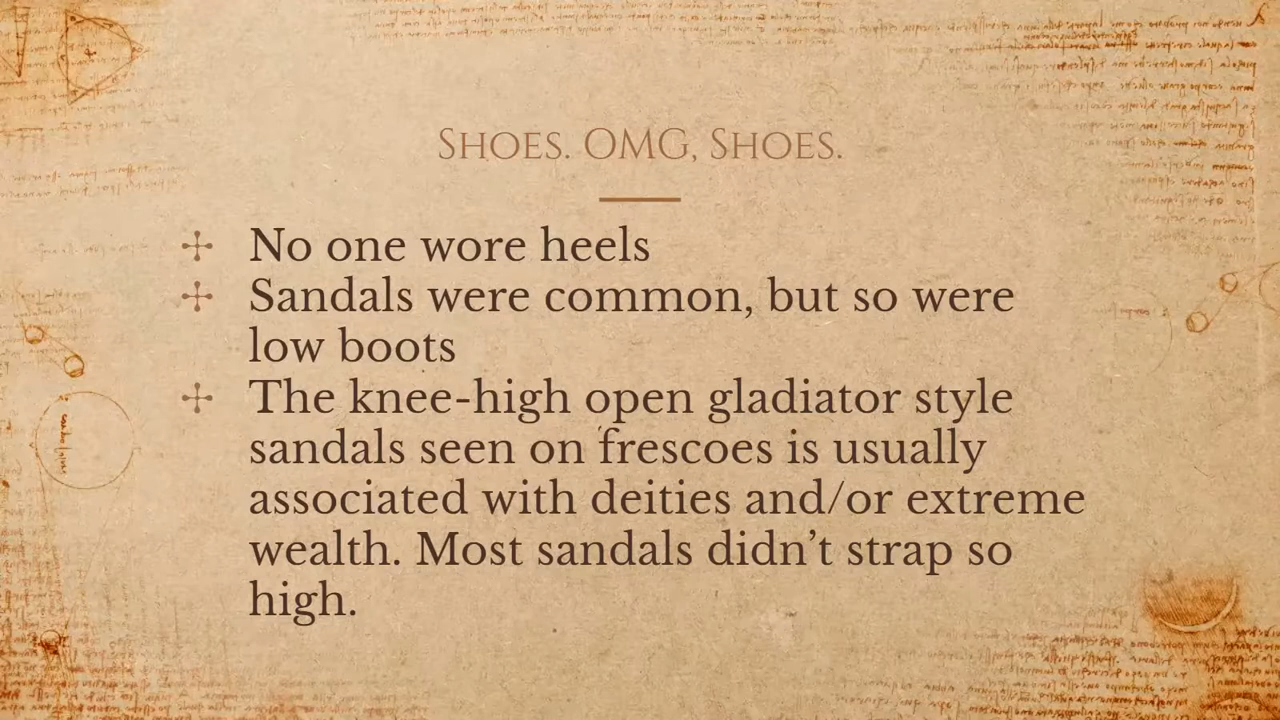 Shoes. OMG, Shoes.
No one wore heels
Sandals were common, but so were
low boots
The knee-high open gladiator style
sandals seen on frescoes is usually
associated with deities and/or extreme
wealth. Most sandals didn’t strap so
high.